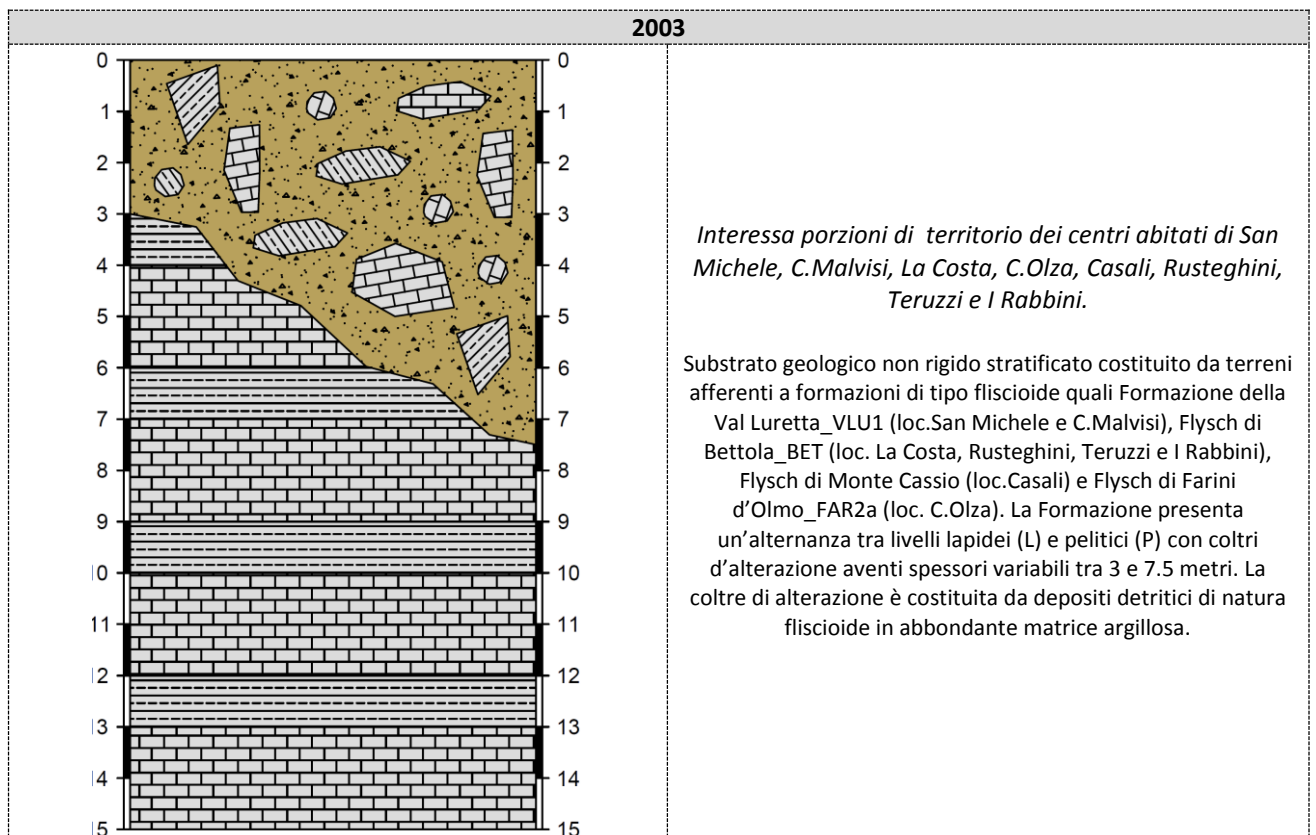 2003
0 0
1 1
2 2
3 3
4 4
5 5
6 6
7 7
8 8
9 9
0 10
11 11
2 12
3 13
4 14
5 15
Interessa porzioni di territorio dei centri abitati di San
Michele, C.Malvisi, La Costa, C.Olza, Casali, Rusteghini,
Teruzzi e I Rabbini.
Substrato geologico non rigido stratificato costituito da terreni
afferenti a formazioni di tipo fliscioide quali Formazione della
Val Luretta_VLU1 (loc.San Michele e C.Malvisi), Flysch di
Bettola_BET (loc. La Costa, Rusteghini, Teruzzi e I Rabbini),
Flysch di Monte Cassio (loc.Casali) e Flysch di Farini
d’Olmo_FAR2a (loc. C.Olza). La Formazione presenta
un’alternanza tra livelli lapidei (L) e pelitici (P) con coltri
d’alterazione aventi spessori variabili tra 3 e 7.5 metri. La
coltre di alterazione è costituita da depositi detritici di natura
fliscioide in abbondante matrice argillosa.